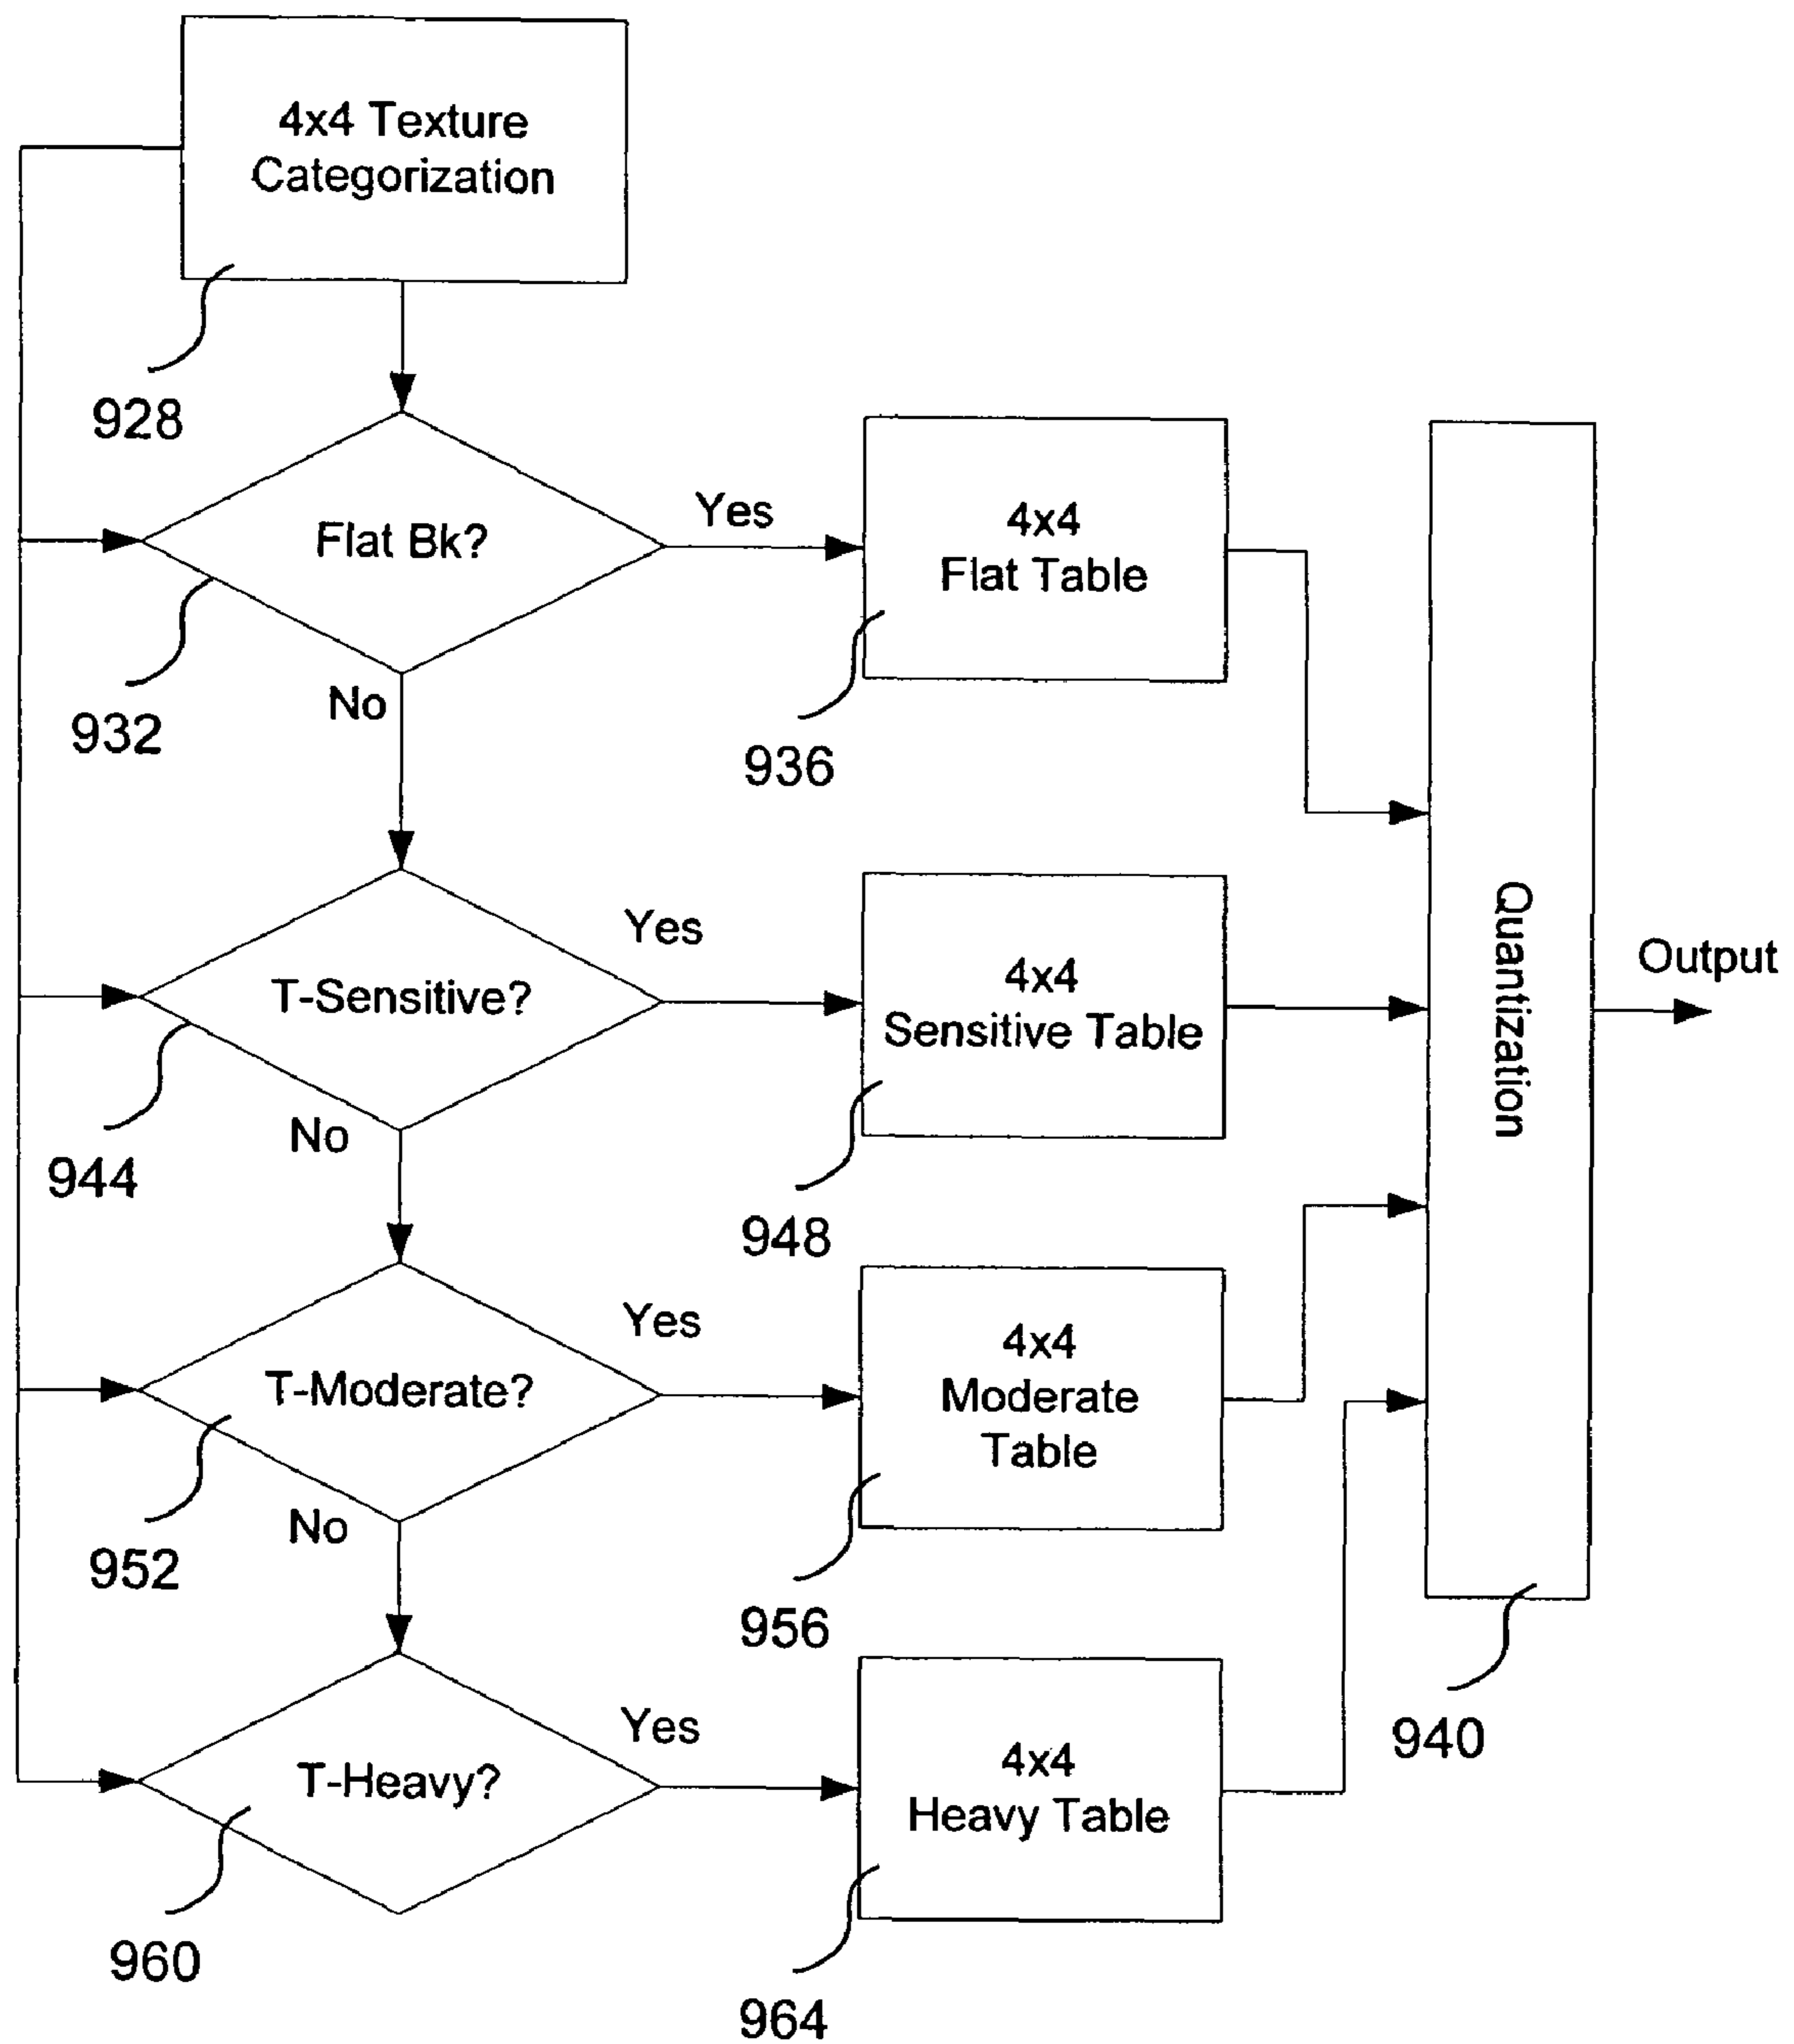 4x4 Texture
Categorization
928
Flat Bk?
932
Yes
No
4x4
Flat Table
936
T-Sensitive?
944
Yes
No
4x4
Sensitive Table
948
T-Moderate?
952
Yes
No
4x4
Moderate
Table
956
T-Heavy?
960
Yes
4x4
Heavy Table
964
Quantization
940
Output